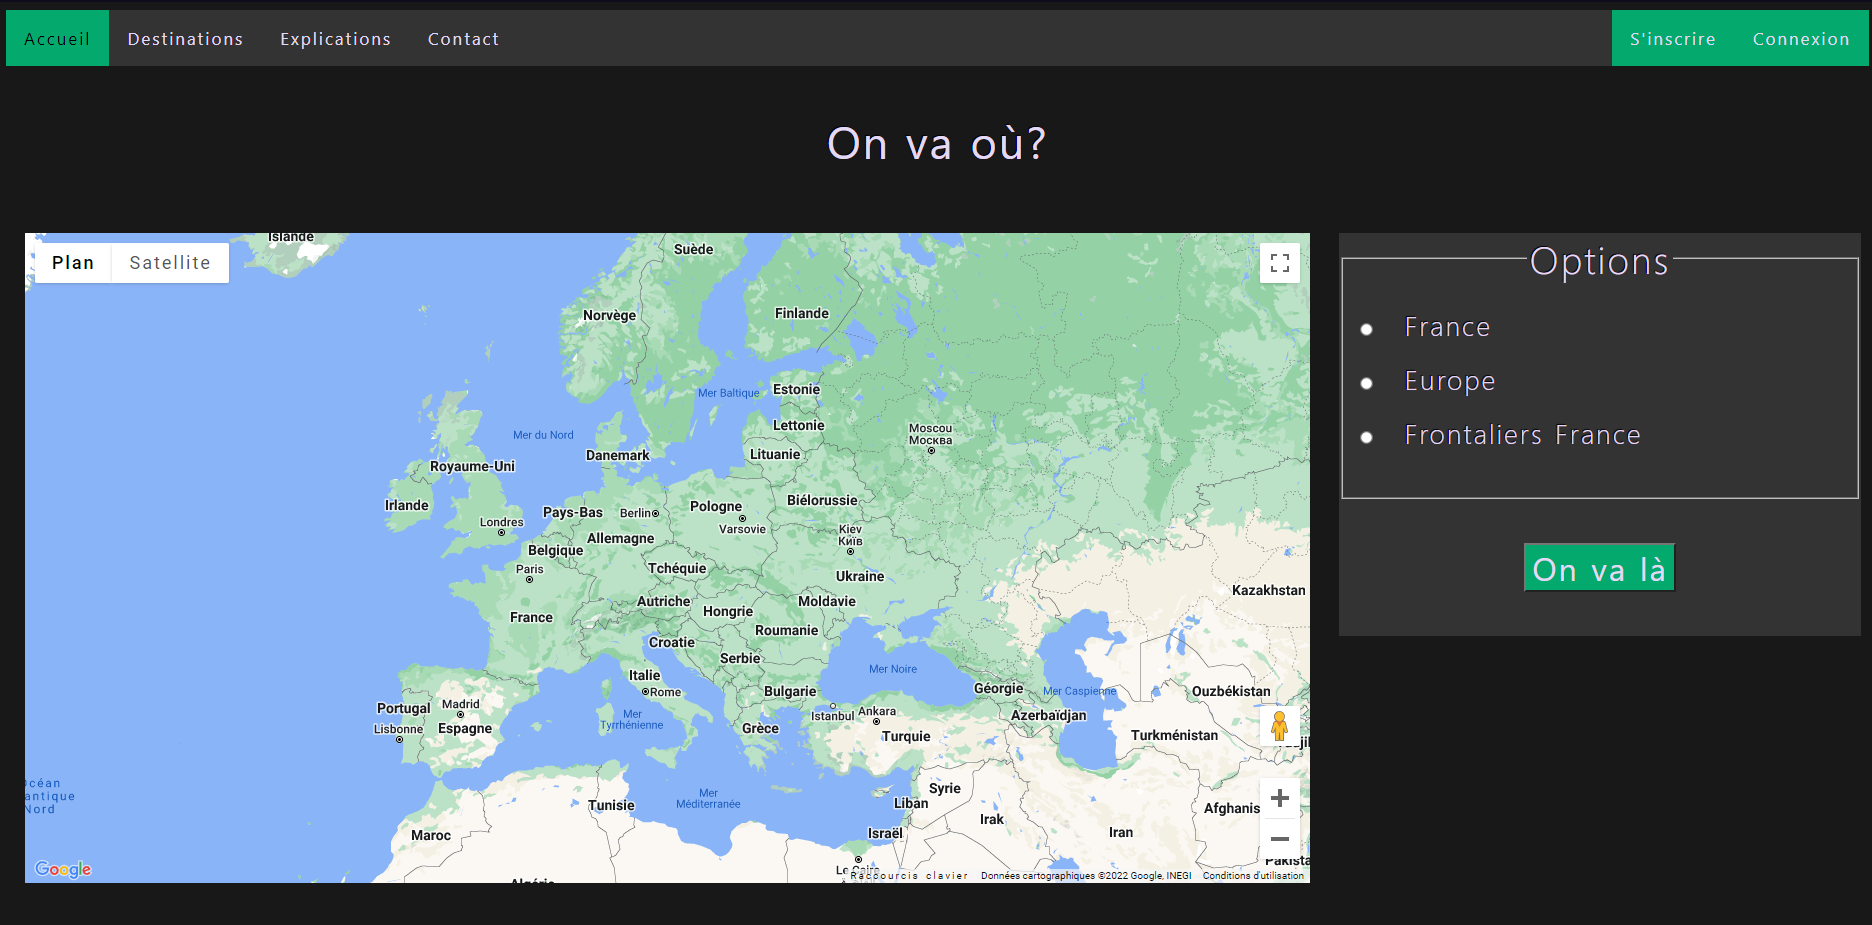 Accueil Destinations Explications Contact S'inscrire Connexion
On va où?
Plan Satellite
Islande
Suède
Norvège
Finlande
Estonie
Mer Baltique
Lettonie
Moscou
Москва
Mer du Nord
Danemark
Lituanie
Royaume-Uni
Irlande
Biélorussie
Pologne
Pays-Bas
Berlin
Londres
Varsovie
Kiev
Київ
Allemagne
Belgique
Paris
Tchéquie
Ukraine
Kazakhstan
Autriche
Hongrie
Moldavie
France
Roumanie
Croatie
Serbie
Mer Noire
Italie
Rome
Bulgarie
Géorgie
Mer Caspienne
Ouzbékistan
Portugal
Madrid
Istanbul
Ankara
Azerbaïdjan
Mer
Tyrrhénienne
Lisbonne
Espagne
Grèce
Turquie
Turkménistan
Syrie
Mer
Méditerranée
Tunisie
Liban
Afghanis
Maroc
Israël
Irak
Iran
Pakista
océan
antique
Nord
Algérie
Le Caire
Google
Raccourcis clavier Données cartographiques ©2022 Google, INEGI Conditions d'utilisation
Options
France
Europe
Frontaliers France
On va là